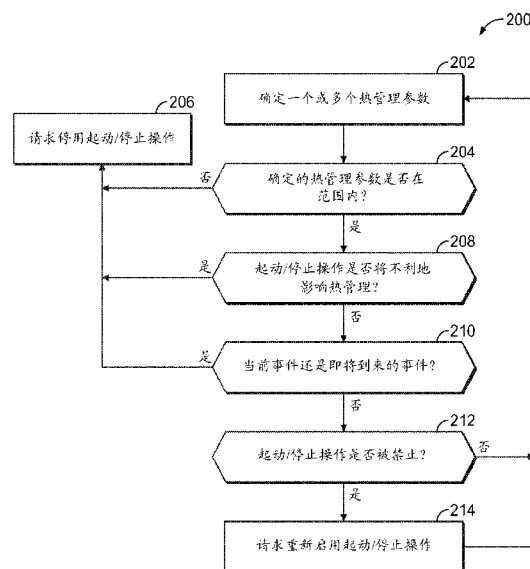 200
202
确定一个或多个热管理参数
206
请求停用起动/停止操作
204
确定的热管理参数是否在
范围内?
否
是
208
起动/停止操作是否将不利地
影响热管理?
是
否
210
当前事件还是即将到来的事件?
是
否
212
起动/停止操作是否被禁止?
否
是
214
请求重新启用起动/停止操作